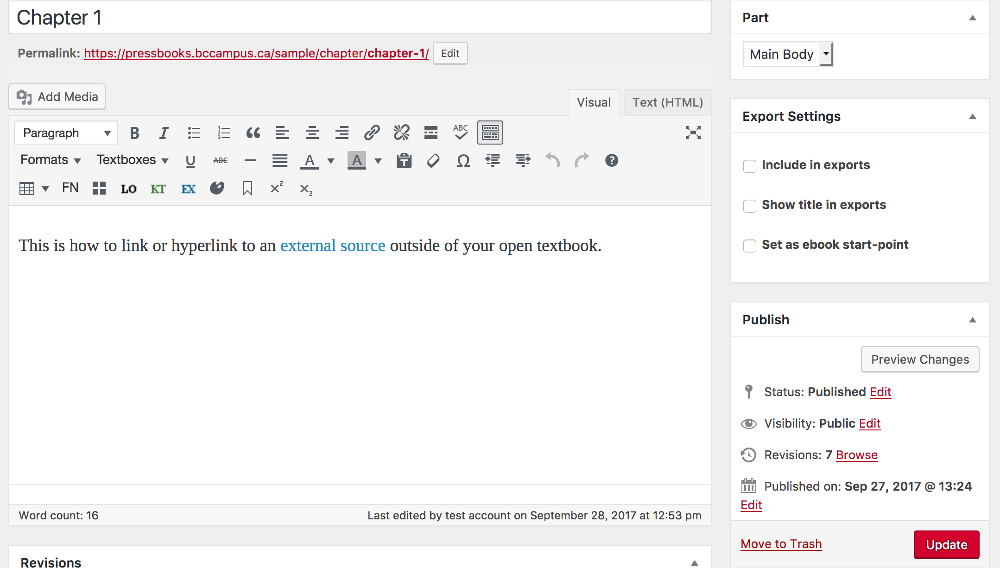 Chapter 1
Permalink: https://pressbooks.bccampus.ca/sample/chapter/chapter-1/ Edit
Add Media
Visual Text (HTML)
Paragraph B I 1 2 3 “ ABC
Formats Textboxes U ABC A A T Ω ?
FN LO KT EX X² X₂
This is how to link or hyperlink to an external source outside of your open textbook.
Word count: 16 Last edited by test account on September 28, 2017 at 12:53 pm
Revisions
Part
Main Body
Export Settings
Include in exports
Show title in exports
Set as ebook start-point
Publish
Preview Changes
Status: Published Edit
Visibility: Public Edit
Revisions: 7 Browse
Published on: Sep 27, 2017 @ 13:24
Edit
Move to Trash Update